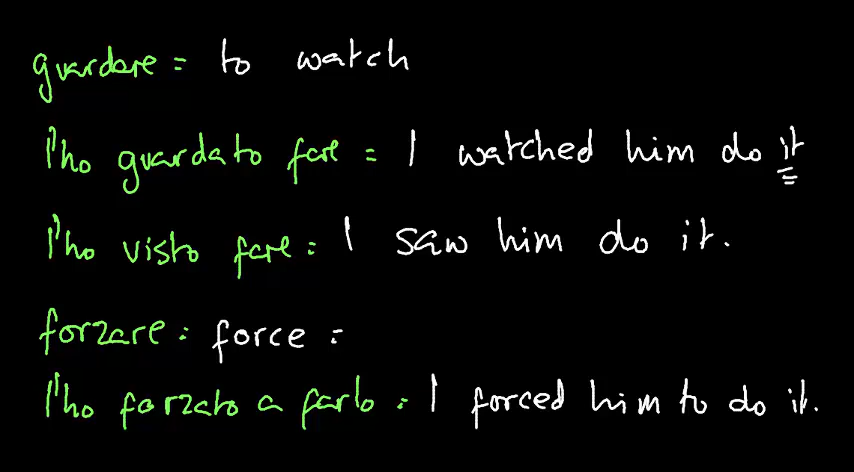 guardare = to watch
l'ho guardato fare = I watched him do it
l'ho visto fare = I saw him do it.
forzare = force =
l'ho forzato a farlo = I forced him to do it.